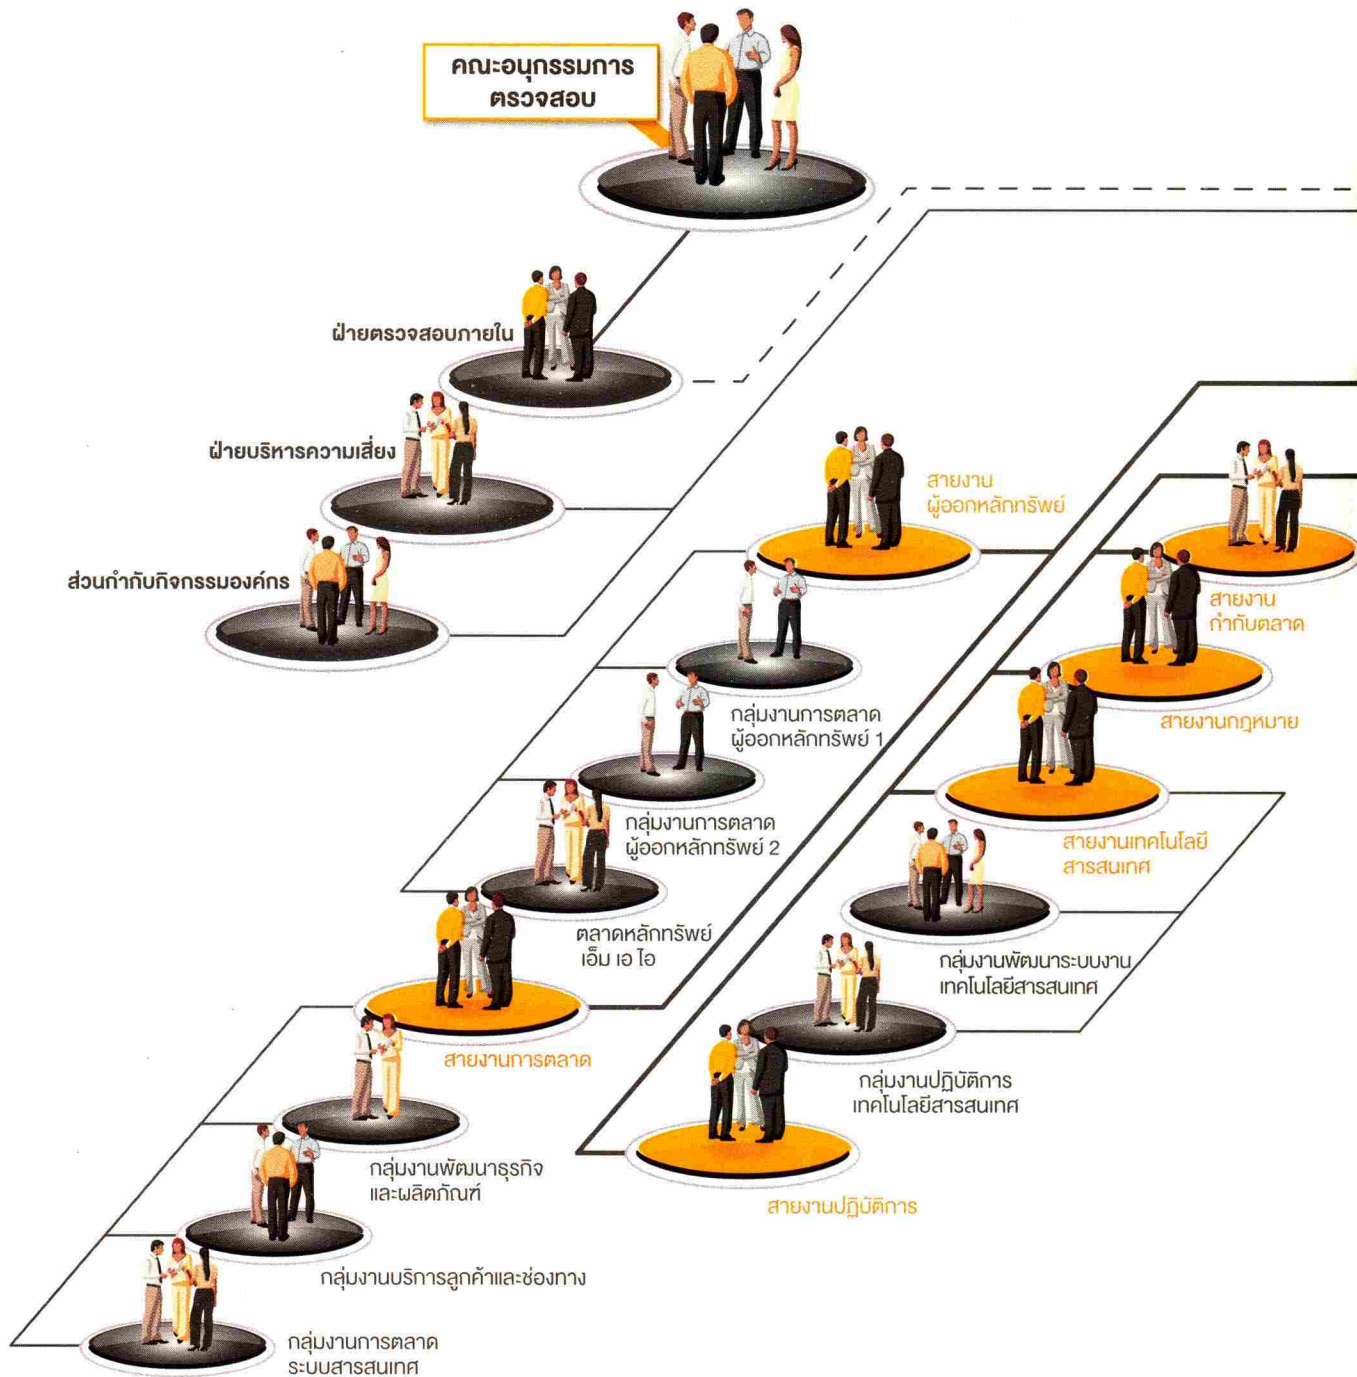 คณะอนุกรรมการ
ตรวจสอบ
ฝ่ายตรวจสอบภายใน
ฝ่ายบริหารความเสี่ยง
ส่วนกำกับกิจกรรมองค์กร
สายงาน
ผู้ออกหลักทรัพย์
กลุ่มงานการตลาด
ผู้ออกหลักทรัพย์ 1
กลุ่มงานการตลาด
ผู้ออกหลักทรัพย์ 2
ตลาดหลักทรัพย์
เอ็ม เอ ไอ
สายงานการตลาด
กลุ่มงานพัฒนาธุรกิจ
และผลิตภัณฑ์
กลุ่มงานบริการลูกค้าและช่องทาง
กลุ่มงานการตลาด
ระบบสารสนเทศ
สายงาน
กำกับตลาด
สายงานกฎหมาย
สายงานเทคโนโลยี
สารสนเทศ
กลุ่มงานพัฒนาระบบงาน
เทคโนโลยีสารสนเทศ
กลุ่มงานปฏิบัติการ
เทคโนโลยีสารสนเทศ
สายงานปฏิบัติการ